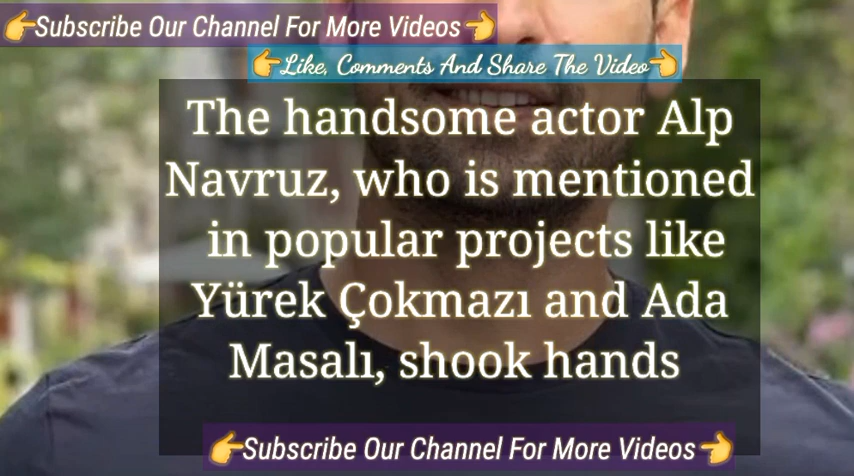 👉Subscribe Our Channel For More Videos👈
👉Like, Comments And Share The Video👈
The handsome actor Alp
Navruz, who is mentioned
in popular projects like
Yürek Çokmazı and Ada
Masalı, shook hands
👉Subscribe Our Channel For More Videos👈